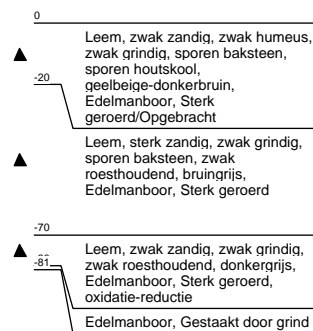 0
Leem, zwak zandig, zwak humeus,
zwak grindig, sporen baksteen,
sporen houtskool,
geelbeige-donkerbruin,
Edelmanboor, Sterk
geroerd/Opgebracht
-20
Leem, sterk zandig, zwak grindig,
sporen baksteen, zwak
roesthoudend, bruingrijs,
Edelmanboor, Sterk geroerd
-70
Leem, zwak zandig, zwak grindig,
zwak roesthoudend, donkergrijs,
Edelmanboor, Sterk geroerd,
oxidatie-reductie
-81
Edelmanboor, Gestaakt door grind